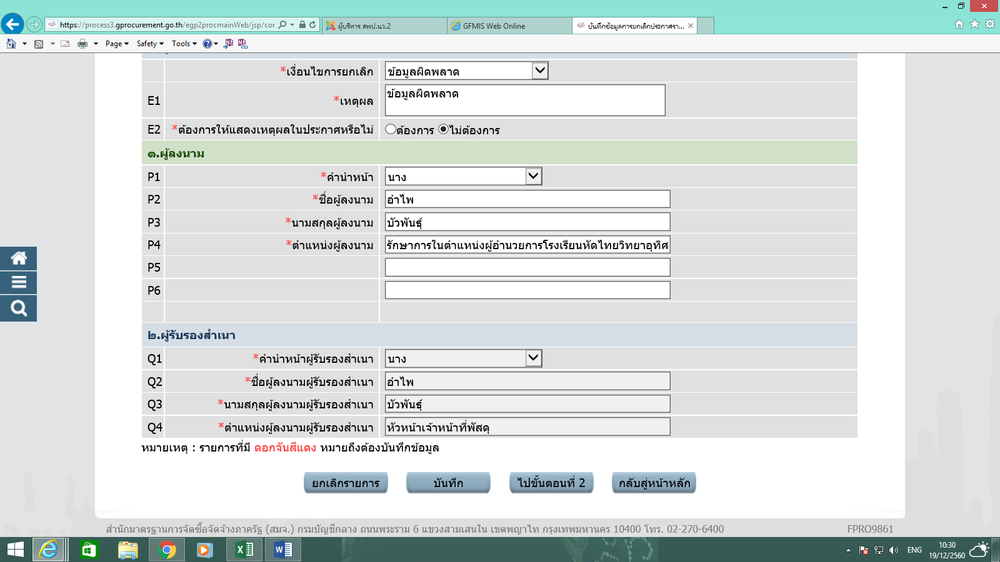 https://process3.gprocurement.go.th/egp2procmainWeb/jsp/cor
ผู้บริหาร สพป.นว.2
GFMIS Web Online
บันทึกข้อมูลการยกเลิกประกาศรา...
Page
Safety
Tools
*เงื่อนไขการยกเลิก ข้อมูลผิดพลาด
E1 *เหตุผล ข้อมูลผิดพลาด
E2 *ต้องการให้แสดงเหตุผลในประกาศหรือไม่ ต้องการ ไม่ต้องการ
๑.ผู้ลงนาม
P1 *คำนำหน้า นาง
P2 *ชื่อผู้ลงนาม อำไพ
P3 *นามสกุลผู้ลงนาม บัวพันธุ์
P4 *ตำแหน่งผู้ลงนาม รักษาการในตำแหน่งผู้อำนวยการโรงเรียนหัดไทยวิทยาอุทิศ
P5
P6
๒.ผู้รับรองสำเนา
Q1 *คำนำหน้าผู้รับรองสำเนา นาง
Q2 *ชื่อผู้ลงนามผู้รับรองสำเนา อำไพ
Q3 *นามสกุลผู้ลงนามผู้รับรองสำเนา บัวพันธุ์
Q4 *ตำแหน่งผู้ลงนามผู้รับรองสำเนา หัวหน้าเจ้าหน้าที่พัสดุ
หมายเหตุ : รายการที่มี ดอกจันสีแดง หมายถึงต้องบันทึกข้อมูล
ยกเลิกรายการ บันทึก ไปขั้นตอนที่ 2 กลับสู่หน้าหลัก
สำนักมาตรฐานการจัดซื้อจัดจ้างภาครัฐ (สมจ.) กรมบัญชีกลาง ถนนพระราม 6 แขวงสามเสนใน เขตพญาไท กรุงเทพมหานคร 10400 โทร. 02-270-6400 FPRO9861
ENG
10:30
19/12/2560